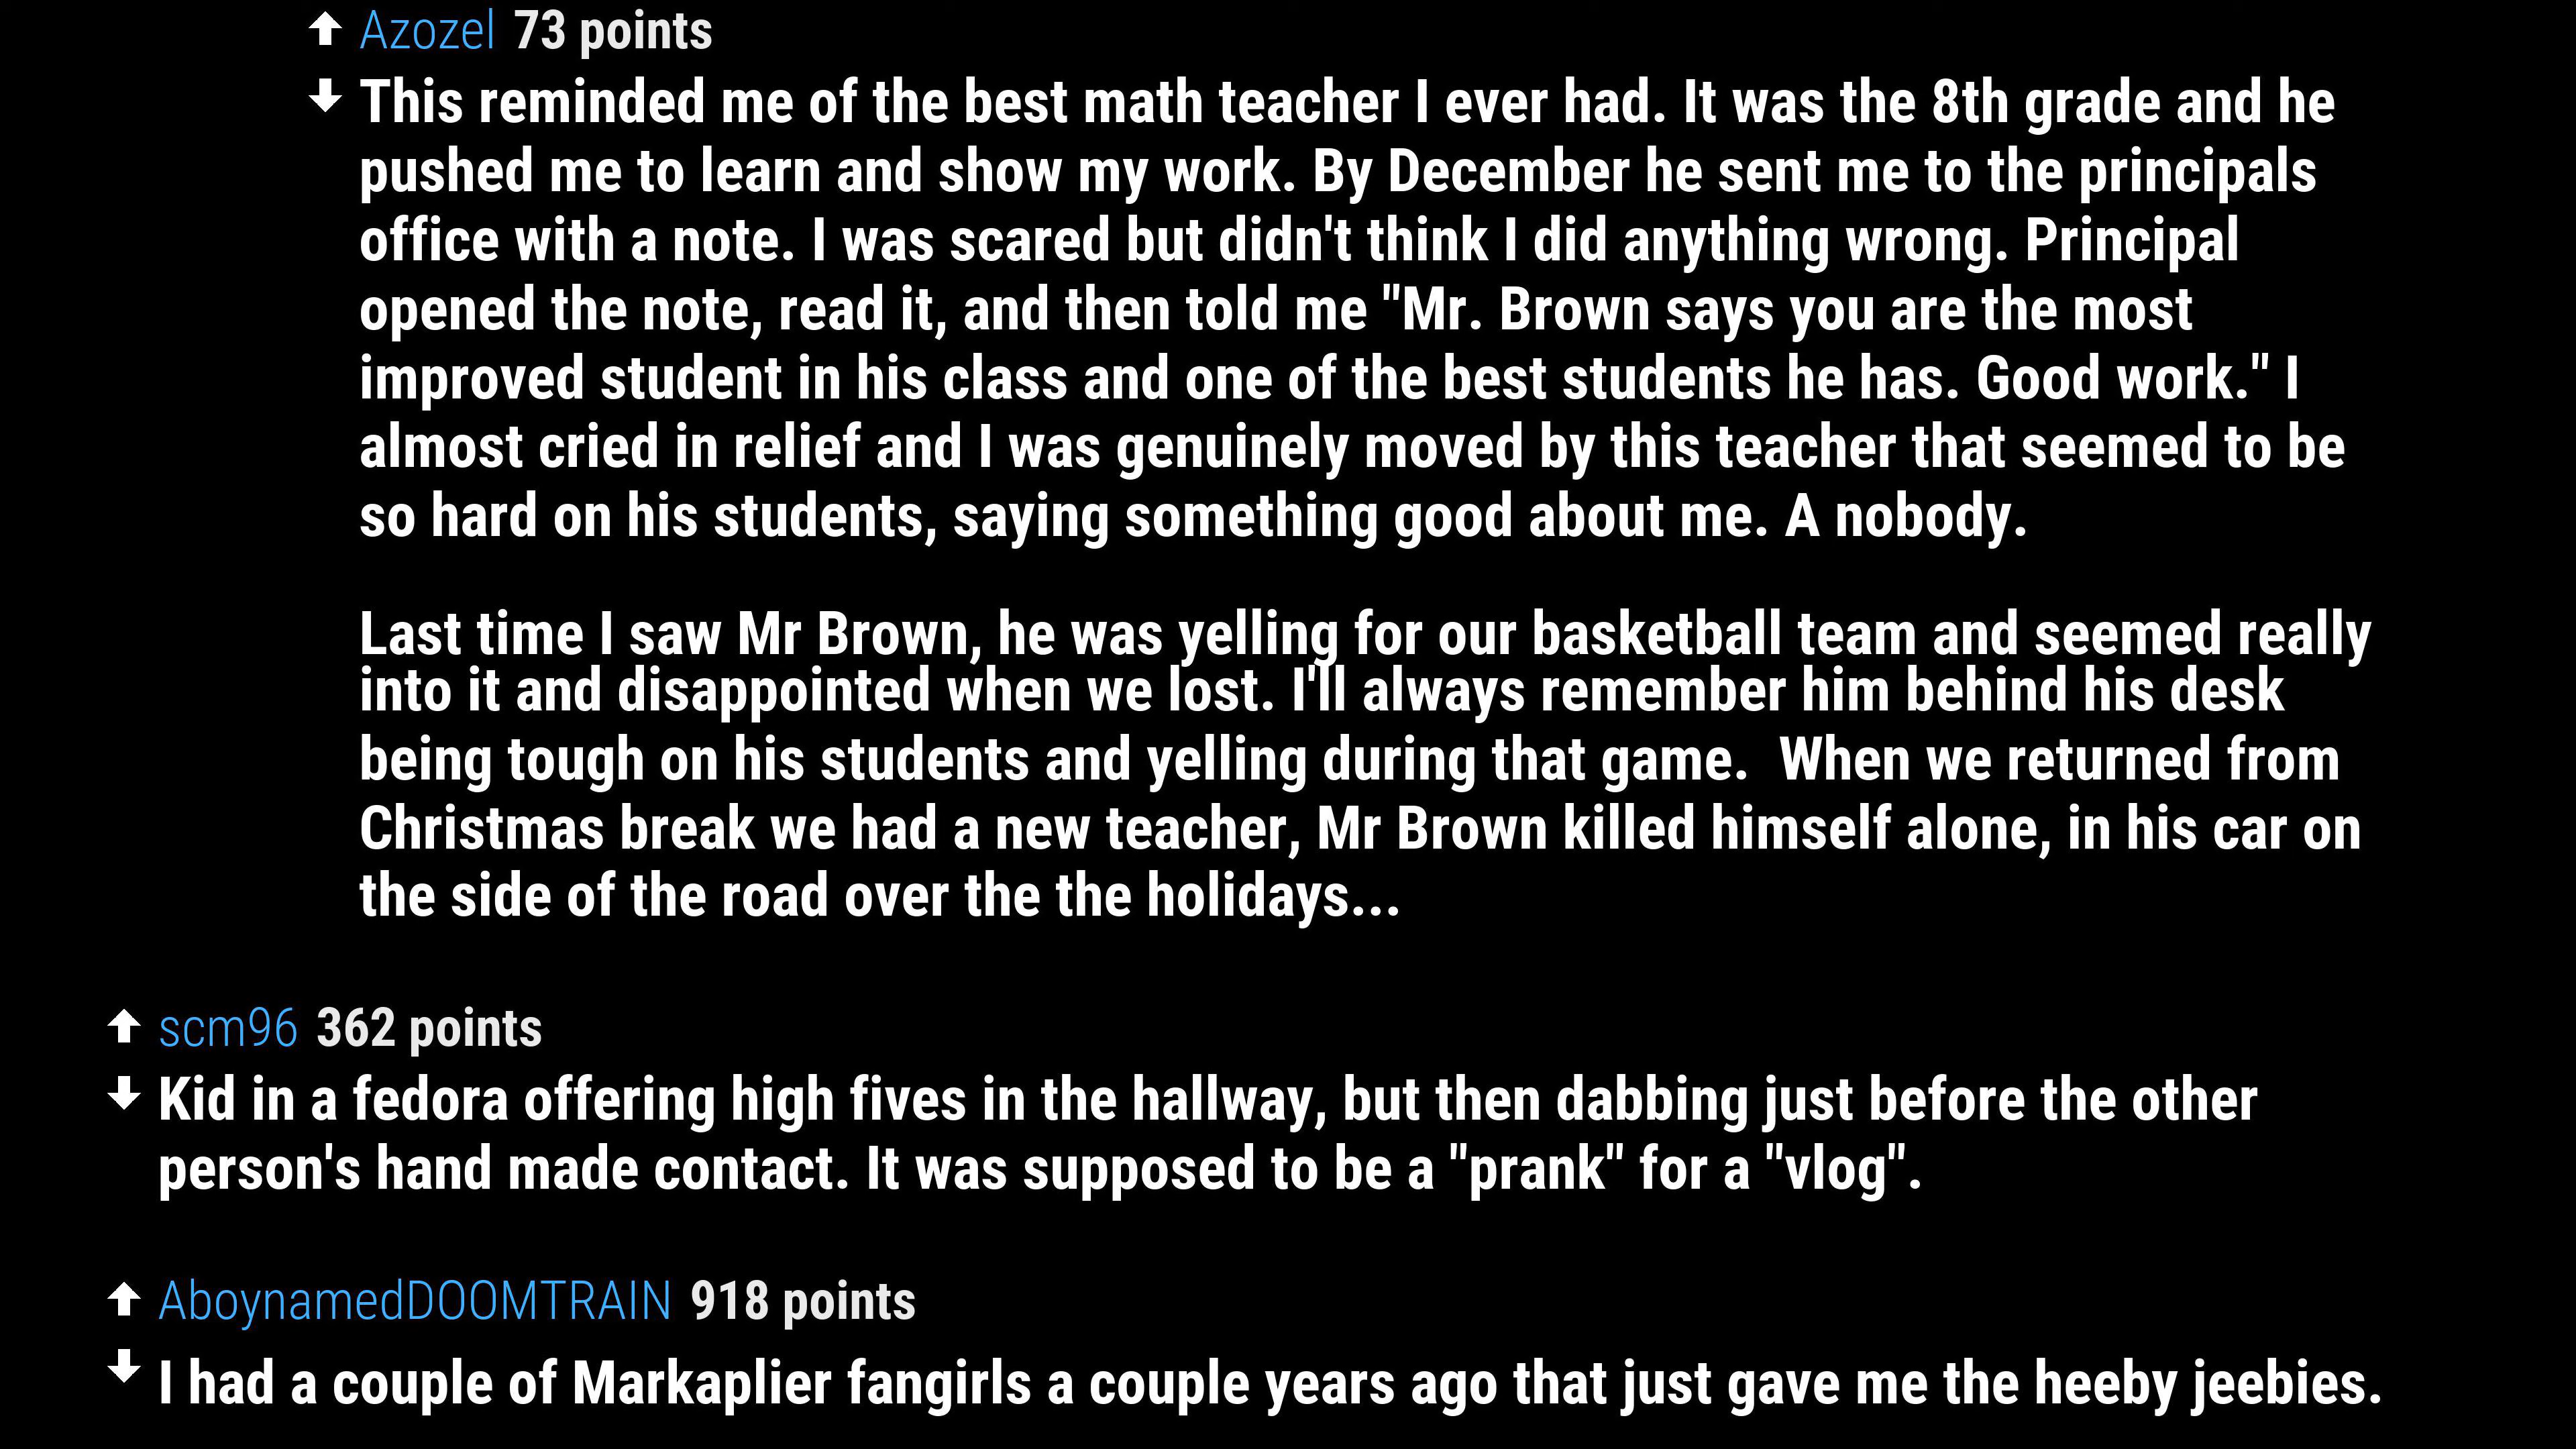 Azozel 73 points
This reminded me of the best math teacher I ever had. It was the 8th grade and he
pushed me to learn and show my work. By December he sent me to the principals
office with a note. I was scared but didn't think I did anything wrong. Principal
opened the note, read it, and then told me "Mr. Brown says you are the most
improved student in his class and one of the best students he has. Good work." I
almost cried in relief and I was genuinely moved by this teacher that seemed to be
so hard on his students, saying something good about me. A nobody.
Last time I saw Mr Brown, he was yelling for our basketball team and seemed really
into it and disappointed when we lost. I'll always remember him behind his desk
being tough on his students and yelling during that game.  When we returned from
Christmas break we had a new teacher, Mr Brown killed himself alone, in his car on
the side of the road over the the holidays...
scm96 362 points
Kid in a fedora offering high fives in the hallway, but then dabbing just before the other
person's hand made contact. It was supposed to be a "prank" for a "vlog".
AboynamedDOOMTRAIN 918 points
I had a couple of Markaplier fangirls a couple years ago that just gave me the heeby jeebies.